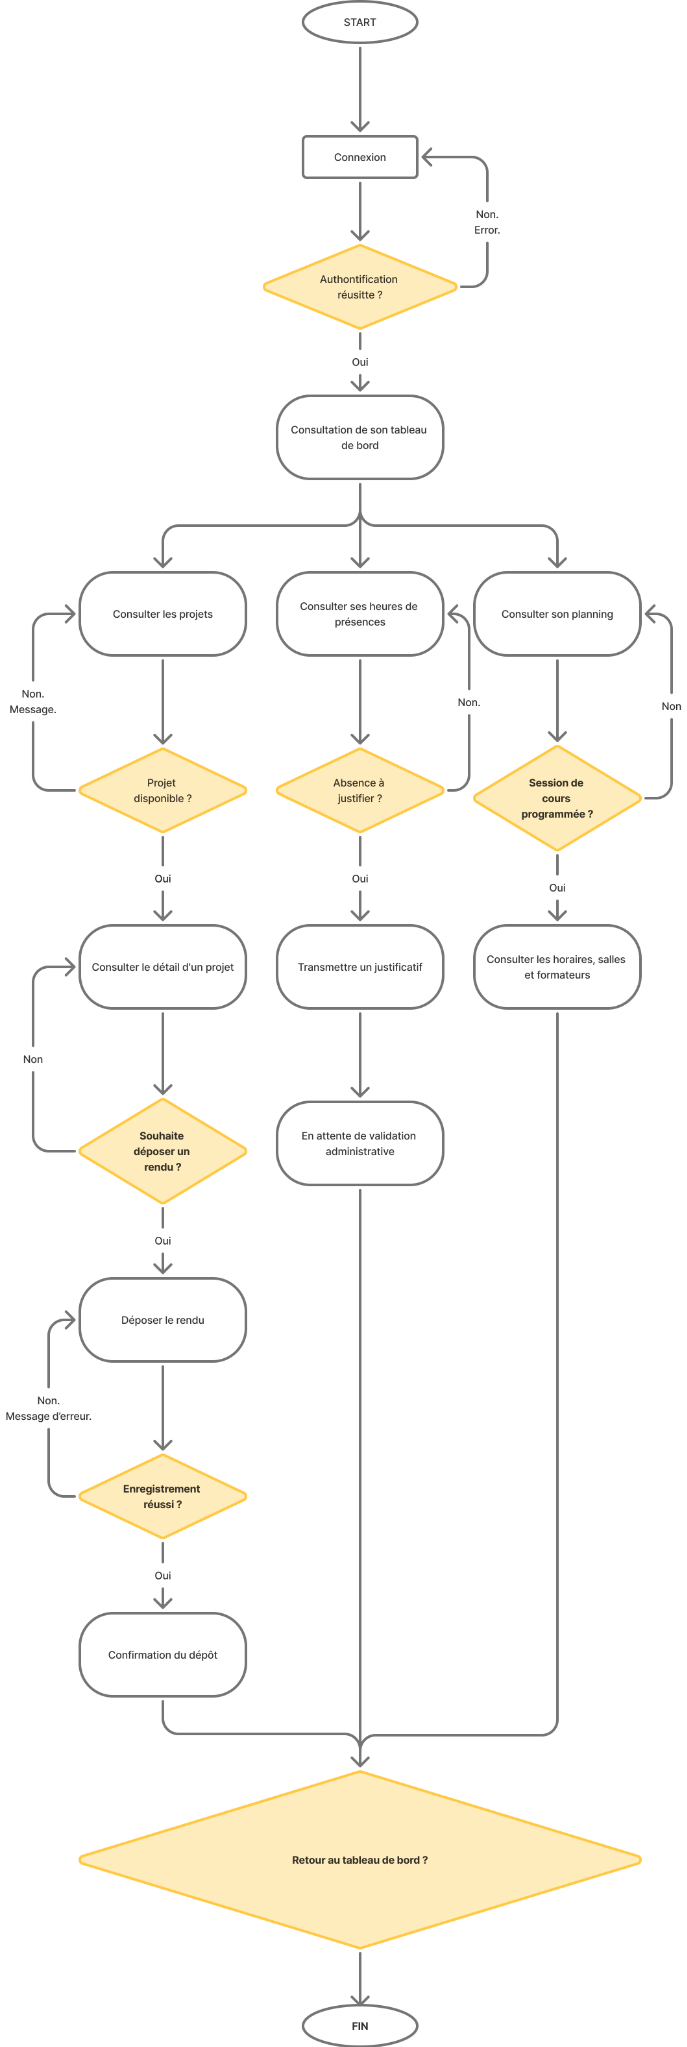 START
Connexion
Non.
Error.
Authontification
réusitte ?
Oui
Consultation de son tableau
de bord
Consulter les projets
Consulter ses heures de
présences
Consulter son planning
Non.
Message.
Non.
Non
Projet
disponible ?
Absence à
justifier ?
Session de
cours
programmée ?
Oui
Oui
Oui
Consulter le détail d'un projet
Transmettre un justificatif
Consulter les horaires, salles
et formateurs
Non
Souhaite
déposer un
rendu ?
En attente de validation
administrative
Oui
Déposer le rendu
Non.
Message d'erreur.
Enregistrement
réussi ?
Oui
Confirmation du dépôt
Retour au tableau de bord ?
FIN